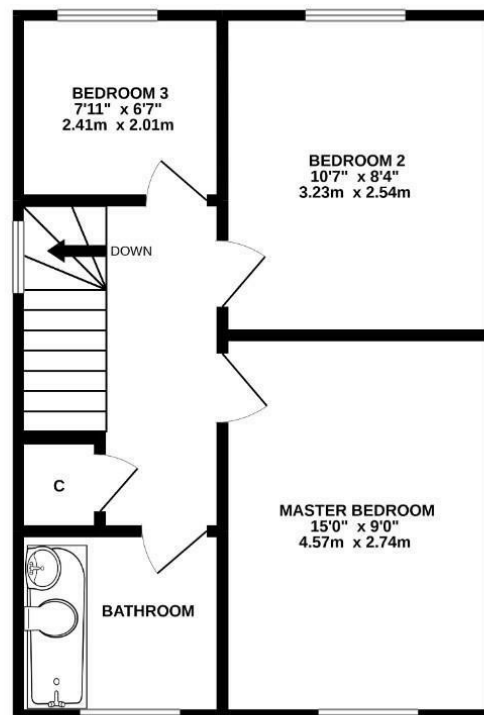 BEDROOM 3
7'11" x 6'7"
2.41m x 2.01m
BEDROOM 2
10'7" x 8'4"
3.23m x 2.54m
DOWN
C
MASTER BEDROOM
15'0" x 9'0"
4.57m x 2.74m
BATHROOM